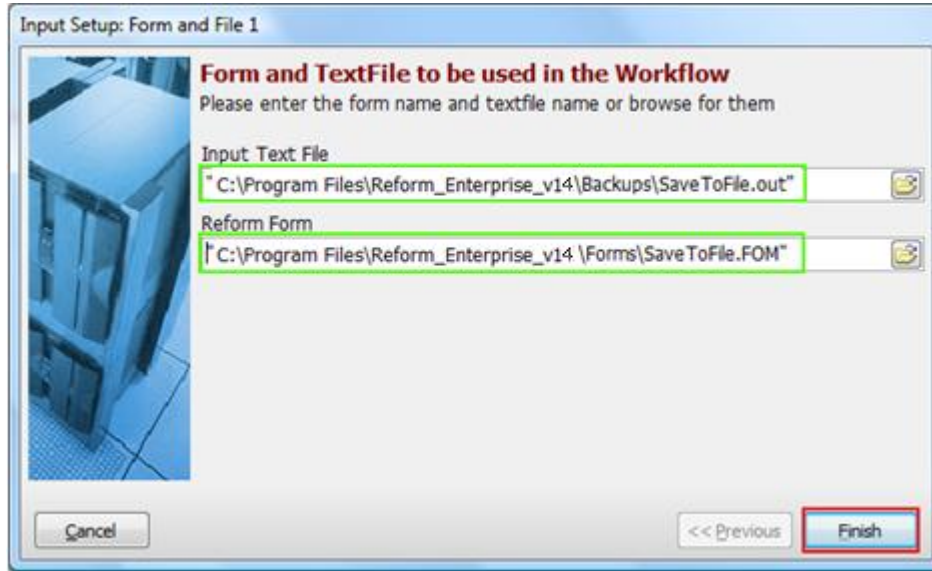 Input Setup: Form and File 1
Form and TextFile to be used in the Workflow
Please enter the form name and textfile name or browse for them
Input Text File
" C:\Program Files\Reform_Enterprise_v14\Backups\SaveToFile.out"
Reform Form
" C:\Program Files\Reform_Enterprise_v14 \Forms\SaveToFile.FOM"
Cancel
<< Previous
Finish